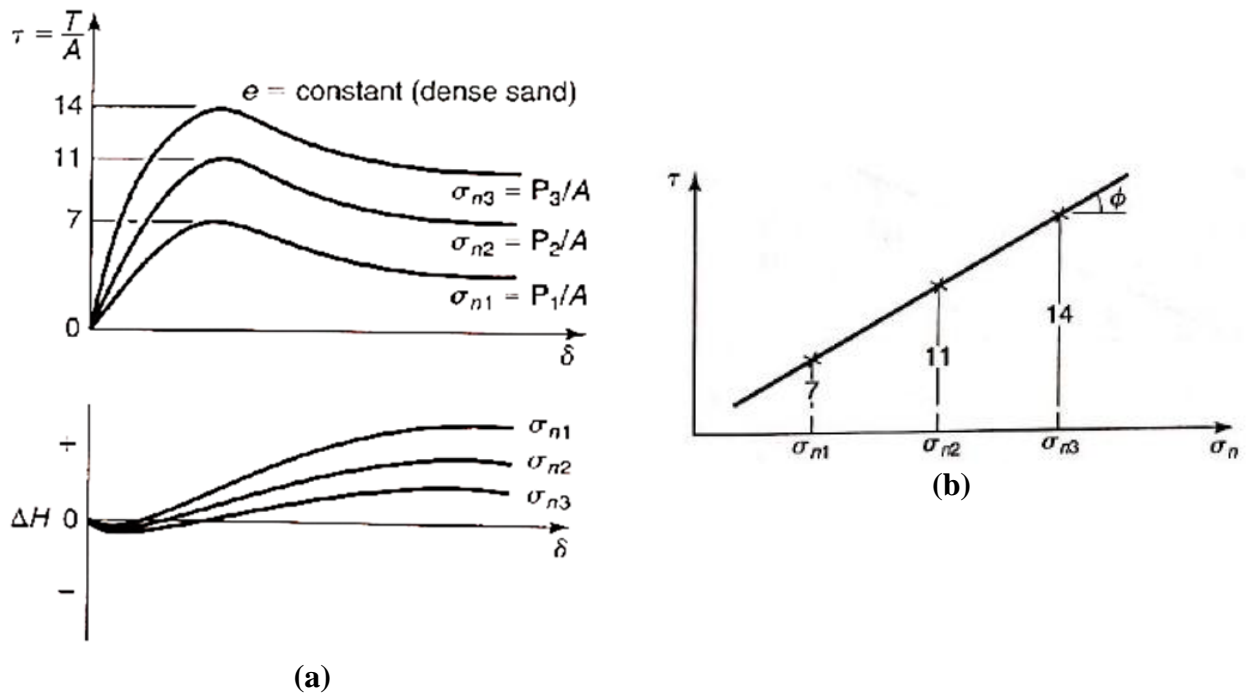 τ = T/A
e = constant (dense sand)
14
11
7
0
σn3 = P3/A
σn2 = P2/A
σn1 = P1/A
δ
+
ΔH 0
−
σn1
σn2
σn3
δ
(a)
τ
ϕ
7
11
14
σn1
σn2
σn3
σn
(b)